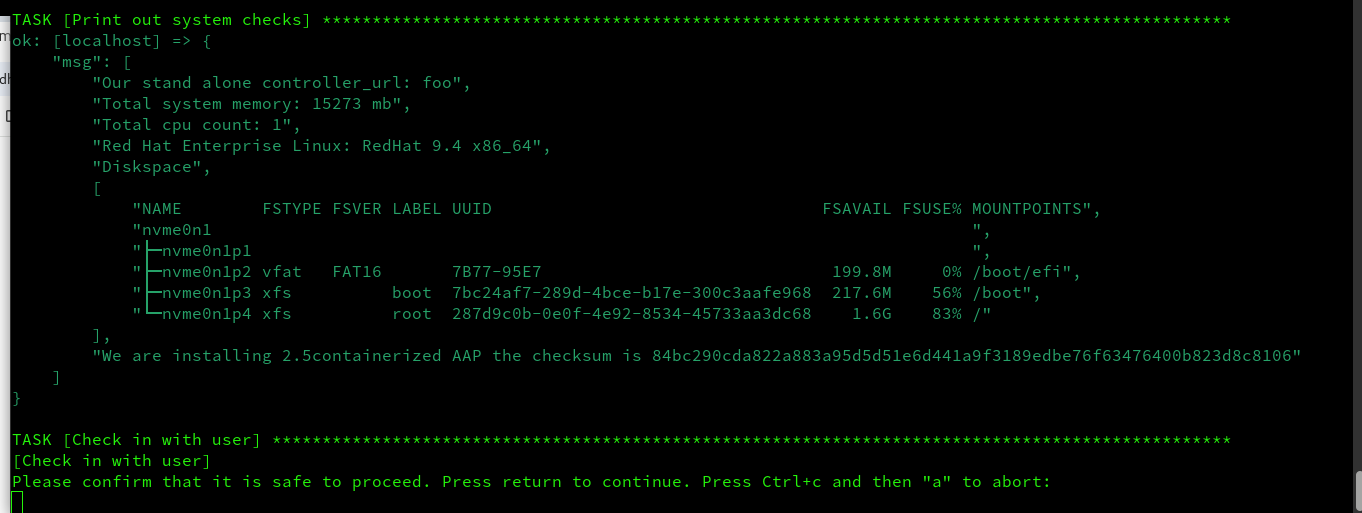 TASK [Print out system checks] *******************************************************************************************
ok: [localhost] => {
    "msg": [
        "Our stand alone controller_url: foo",
        "Total system memory: 15273 mb",
        "Total cpu count: 1",
        "Red Hat Enterprise Linux: RedHat 9.4 x86_64",
        "Diskspace",
        [
            "NAME        FSTYPE FSVER LABEL UUID                                 FSAVAIL FSUSE% MOUNTPOINTS",
            "nvme0n1                                                                            ",
            "├─nvme0n1p1                                                                        ",
            "├─nvme0n1p2 vfat   FAT16       7B77-95E7                             199.8M     0% /boot/efi",
            "├─nvme0n1p3 xfs          boot  7bc24af7-289d-4bce-b17e-300c3aafe968  217.6M    56% /boot",
            "└─nvme0n1p4 xfs          root  287d9c0b-0e0f-4e92-8534-45733aa3dc68    1.6G    83% /"
        ],
        "We are installing 2.5containerized AAP the checksum is 84bc290cda822a883a95d5d51e6d441a9f3189edbe76f63476400b823d8c8106"
    ]
}

TASK [Check in with user] ************************************************************************************************
[Check in with user]
Please confirm that it is safe to proceed. Press return to continue. Press Ctrl+c and then "a" to abort: